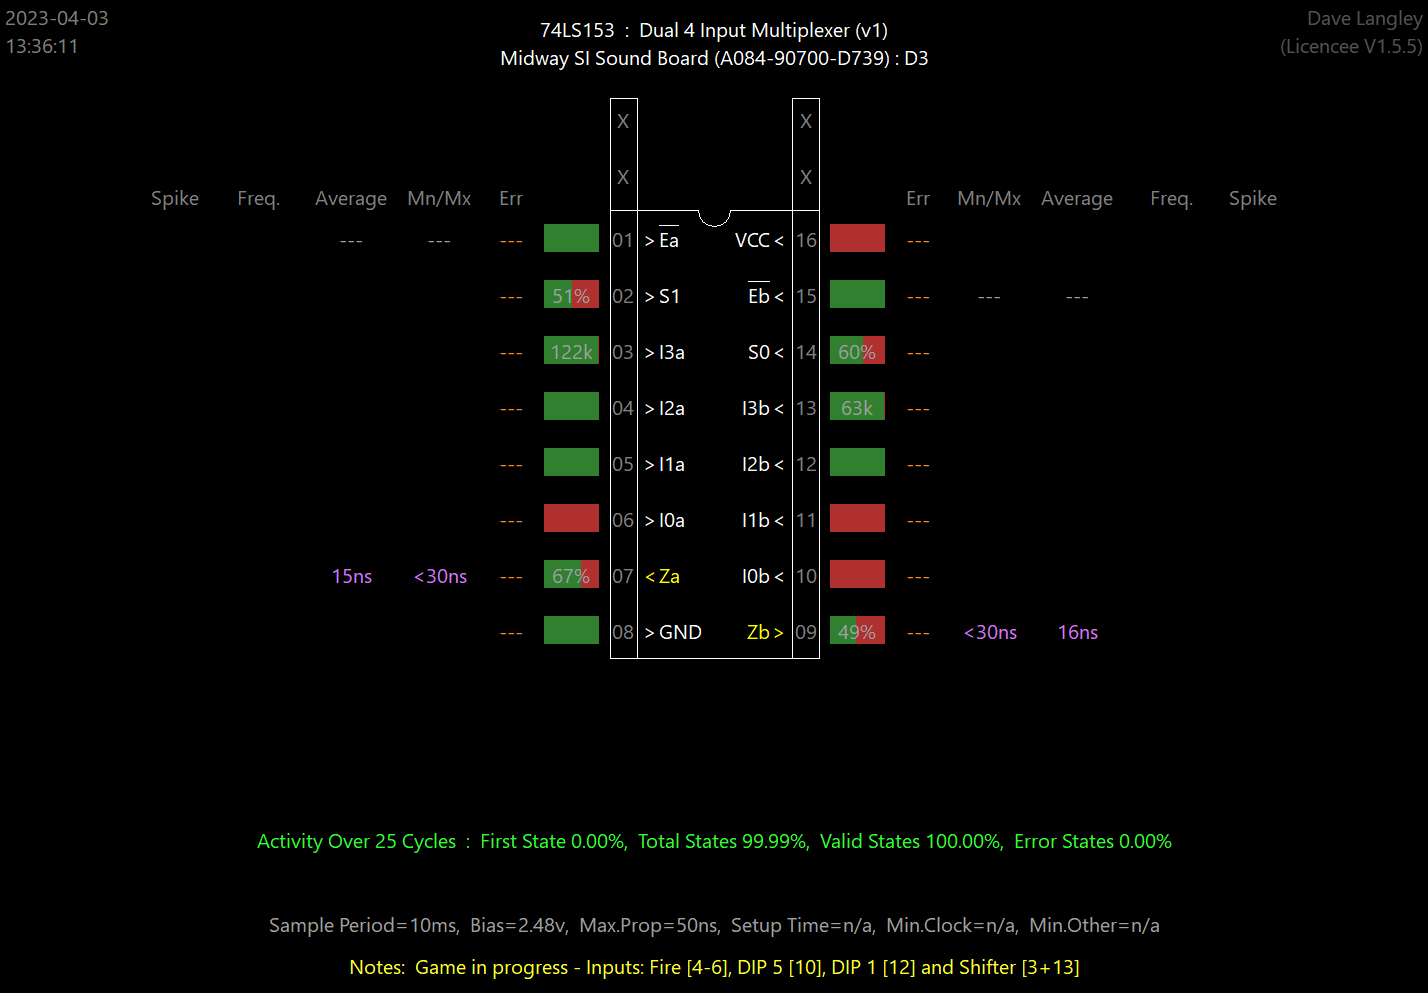 2023-04-03
13:36:11
74LS153 : Dual 4 Input Multiplexer (v1)
Midway SI Sound Board (A084-90700-D739) : D3
Dave Langley
(Licencee V1.5.5)
X X
X X
Spike Freq. Average Mn/Mx Err Err Mn/Mx Average Freq. Spike
--- --- --- 01 > Ea VCC < 16 ---
--- 51% 02 > S1 Eb < 15 --- --- ---
--- 122k 03 > I3a S0 < 14 60% ---
--- 04 > I2a I3b < 13 63k ---
--- 05 > I1a I2b < 12 ---
--- 06 > I0a I1b < 11 ---
15ns <30ns --- 67% 07 < Za I0b < 10 ---
--- 08 > GND Zb > 09 49% --- <30ns 16ns
Activity Over 25 Cycles : First State 0.00%, Total States 99.99%, Valid States 100.00%, Error States 0.00%
Sample Period=10ms, Bias=2.48v, Max.Prop=50ns, Setup Time=n/a, Min.Clock=n/a, Min.Other=n/a
Notes: Game in progress - Inputs: Fire [4-6], DIP 5 [10], DIP 1 [12] and Shifter [3+13]